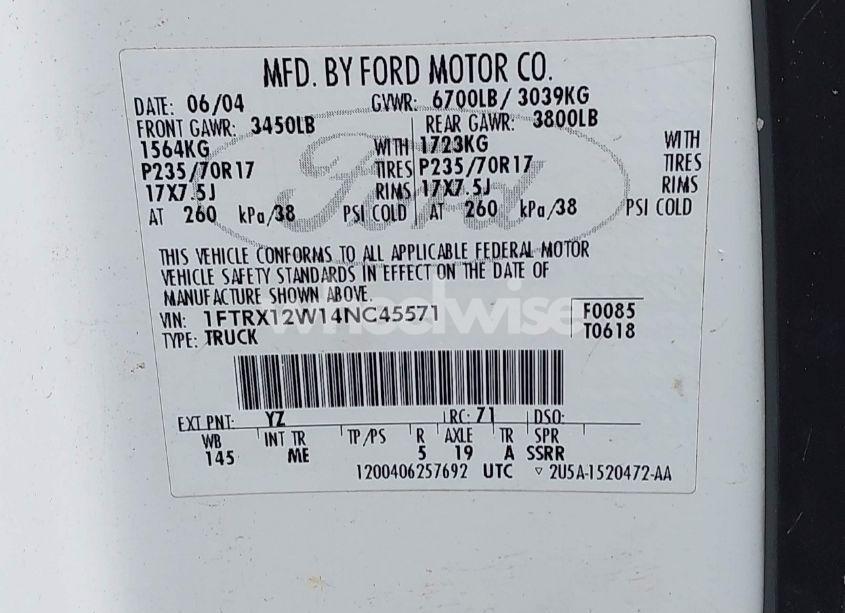 MFD. BY FORD MOTOR CO.
DATE: 06/04 GVWR: 6700LB/ 3039KG
FRONT GAWR: 3450LB REAR GAWR: 3800LB
1564KG WITH 1723KG WITH
P235/70R17 TIRES P235/70R17 TIRES
17X7.5J RIMS 17X7.5J RIMS
AT 260 kPa/38 PSI COLD AT 260 kPa/38 PSI COLD
Ford
THIS VEHICLE CONFORMS TO ALL APPLICABLE FEDERAL MOTOR
VEHICLE SAFETY STANDARDS IN EFFECT ON THE DATE OF
MANUFACTURE SHOWN ABOVE.
wheelwise
VIN: 1FTRX12W14NC45571 F0085
TYPE: TRUCK T0618
EXT PNT: YZ RC: 71 DSO:
WB INT TR TP/PS R AXLE TR SPR
145 ME 5 19 A SSRR
1200406257692 UTC ▽ 2U5A-1520472-AA